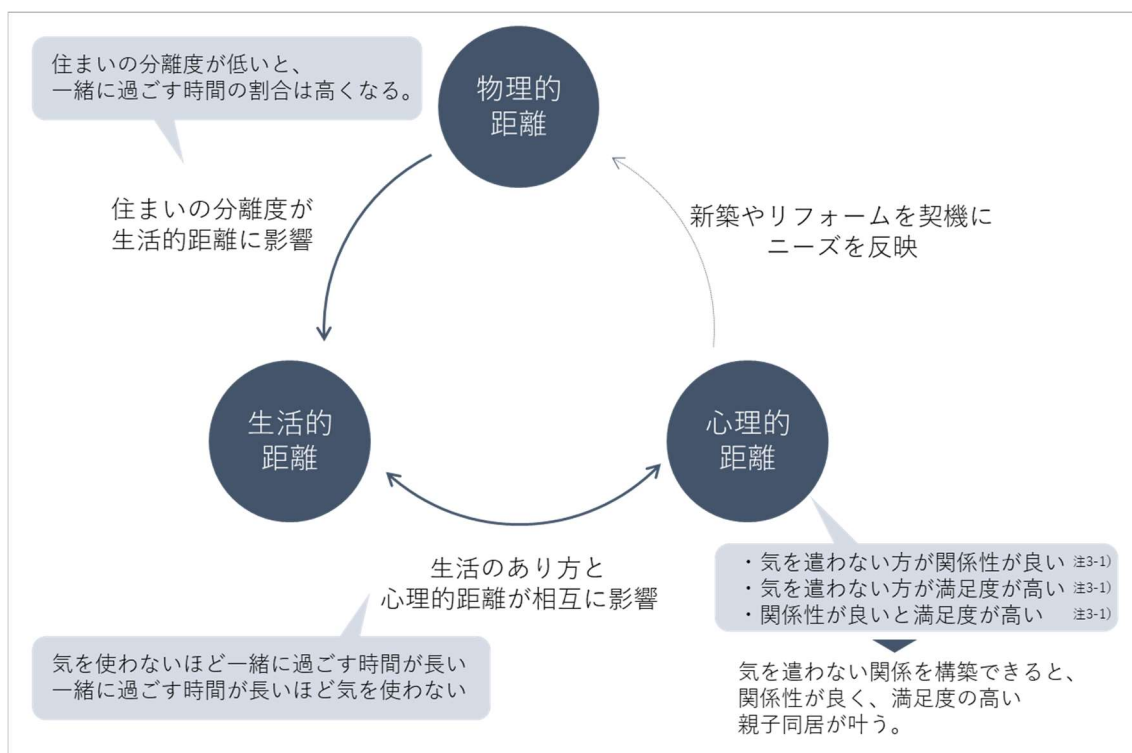 住まいの分離度が低いと、
一緒に過ごす時間の割合は高くなる。
物理的
距離
住まいの分離度が
生活的距離に影響
新築やリフォームを契機に
ニーズを反映
生活的
距離
心理的
距離
生活のあり方と
心理的距離が相互に影響
気を使わないほど一緒に過ごす時間が長い
一緒に過ごす時間が長いほど気を使わない
・気を遣わない方が関係性が良い 注3-1)
・気を遣わない方が満足度が高い 注3-1)
・関係性が良いと満足度が高い 注3-1)
気を遣わない関係を構築できると、
関係性が良く、満足度の高い
親子同居が叶う。